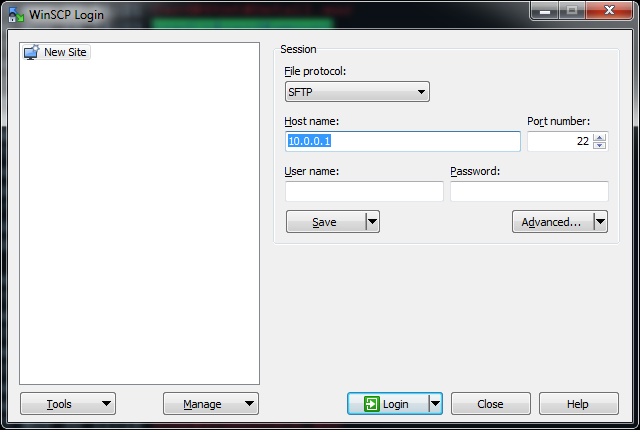 WinSCP Login
New Site
Session
File protocol:
SFTP
Host name:
Port number:
10.0.0.1
22
User name:
Password:
Save
Advanced...
Tools
Manage
Login
Close
Help